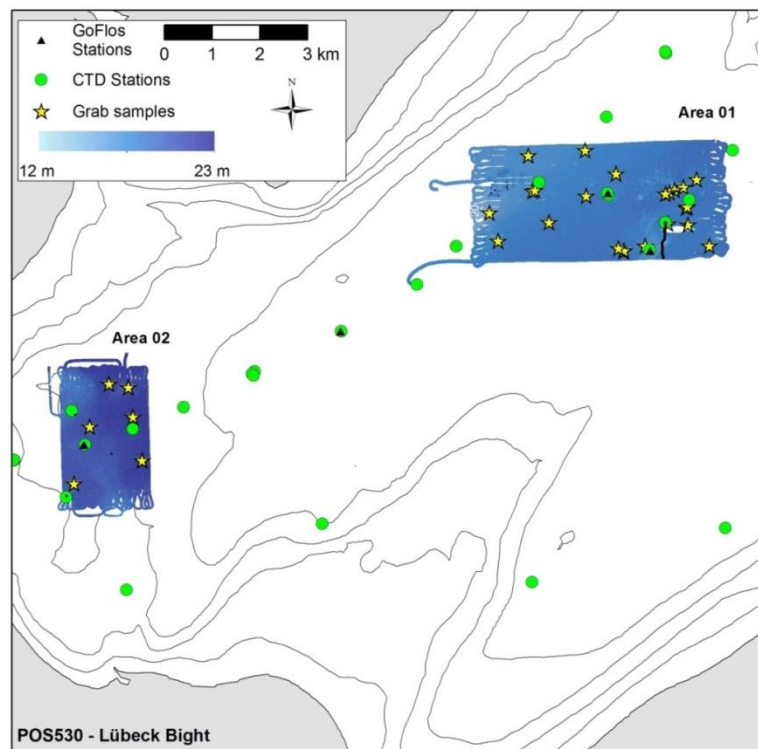 GoFlos
Stations
0 1 2 3 km
CTD Stations
N
Grab samples
12 m 23 m
Area 01
Area 02
POS530 - Lübeck Bight